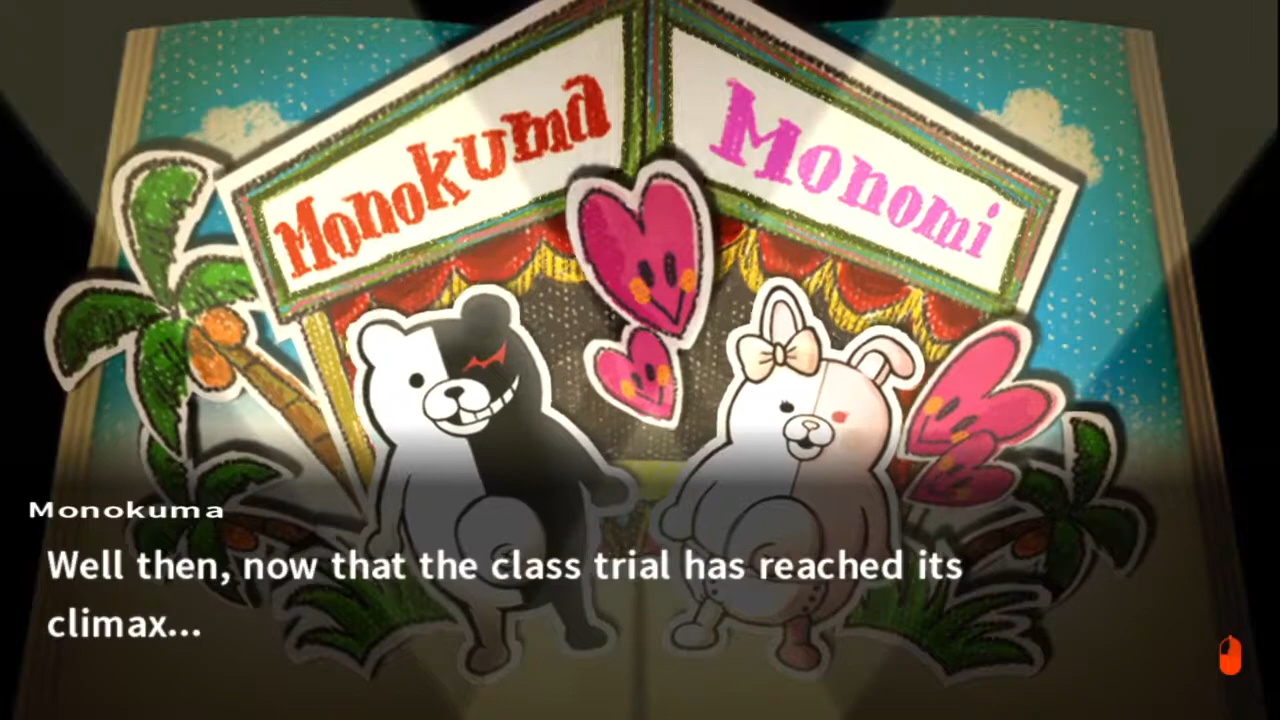 Monokuma
Monomi
Monokuma
Well then, now that the class trial has reached its
climax...